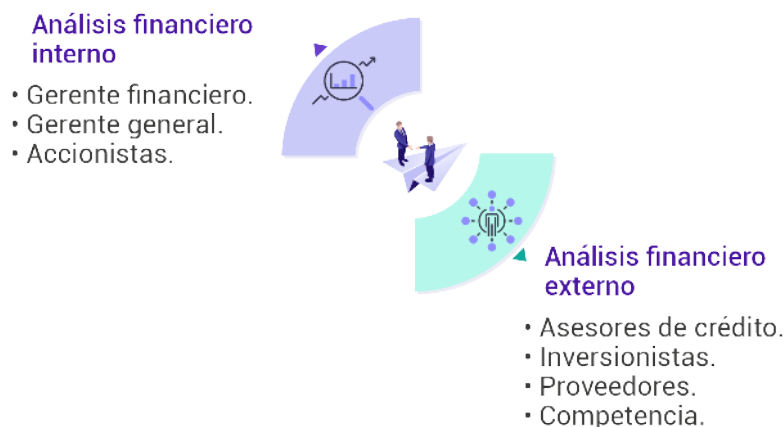 Análisis financiero
interno
• Gerente financiero.
• Gerente general.
• Accionistas.
Análisis financiero
externo
• Asesores de crédito.
• Inversionistas.
• Proveedores.
• Competencia.